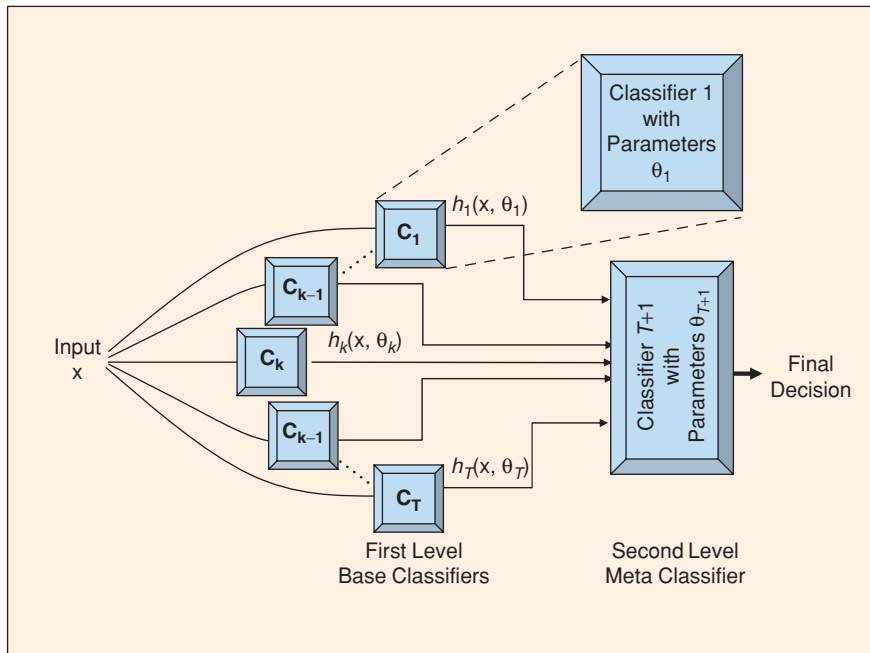 Classifier 1
with
Parameters
θ1
h1(x, θ1)
C1
Ck–1
hk(x, θk)
Input
x
Ck
Ck–1
hT(x, θT)
CT
Classifier T+1
with
Parameters θT+1
Final
Decision
First Level
Base Classifiers
Second Level
Meta Classifier